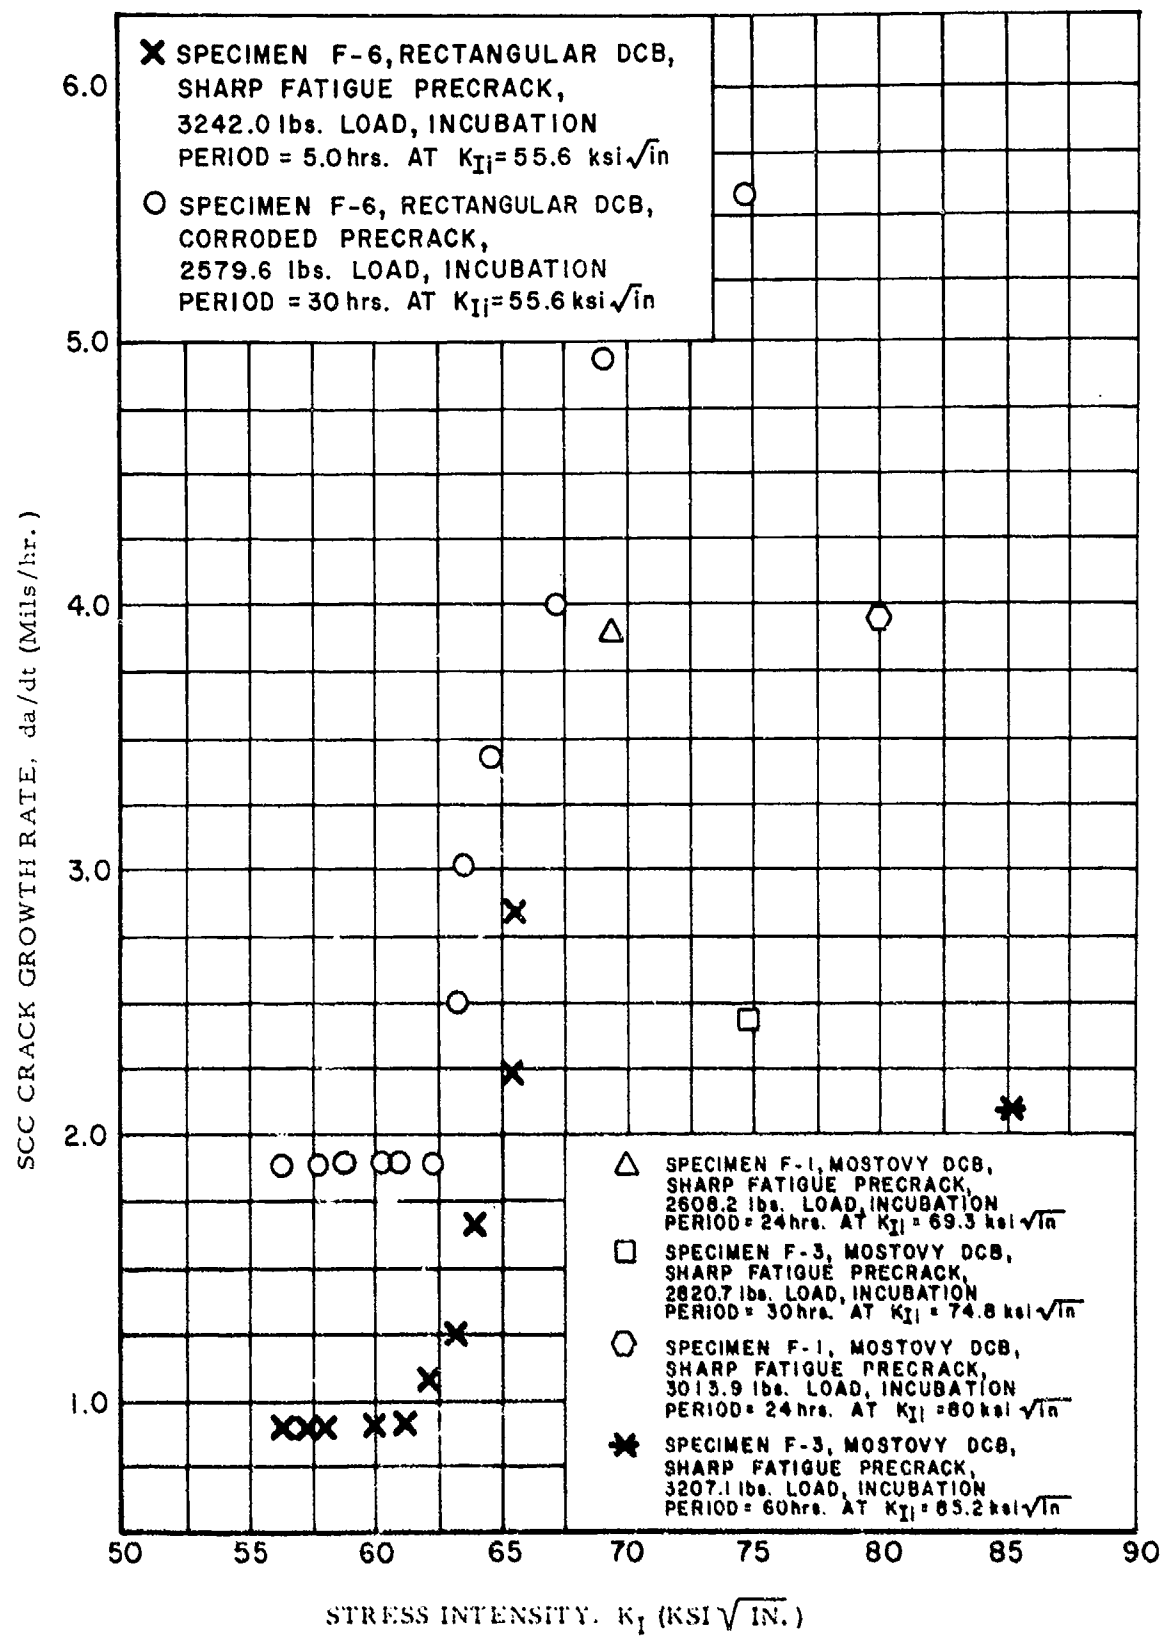 SPECIMEN F-6, RECTANGULAR DCB,
SHARP FATIGUE PRECRACK,
3242.0 lbs. LOAD, INCUBATION
PERIOD = 5.0 hrs. AT KIi = 55.6 ksi√in
SPECIMEN F-6, RECTANGULAR DCB,
CORRODED PRECRACK,
2579.6 lbs. LOAD, INCUBATION
PERIOD = 30 hrs. AT KIi = 55.6 ksi√in
6.0
5.0
4.0
3.0
2.0
1.0
SCC CRACK GROWTH RATE, da/dt (Mils/hr.)
SPECIMEN F-1, MOSTOVY DCB,
SHARP FATIGUE PRECRACK,
2608.2 lbs. LOAD, INCUBATION
PERIOD = 24 hrs. AT KIi = 69.3 ksi√in
SPECIMEN F-3, MOSTOVY DCB,
SHARP FATIGUE PRECRACK,
2820.7 lbs. LOAD, INCUBATION
PERIOD = 30 hrs. AT KIi = 74.8 ksi√in
SPECIMEN F-1, MOSTOVY DCB,
SHARP FATIGUE PRECRACK,
3013.9 lbs. LOAD, INCUBATION
PERIOD = 24 hrs. AT KIi = 80 ksi√in
SPECIMEN F-3, MOSTOVY DCB,
SHARP FATIGUE PRECRACK,
3207.1 lbs. LOAD, INCUBATION
PERIOD = 60 hrs. AT KIi = 85.2 ksi√in
50 55 60 65 70 75 80 85 90
STRESS INTENSITY. KI (KSI√IN.)